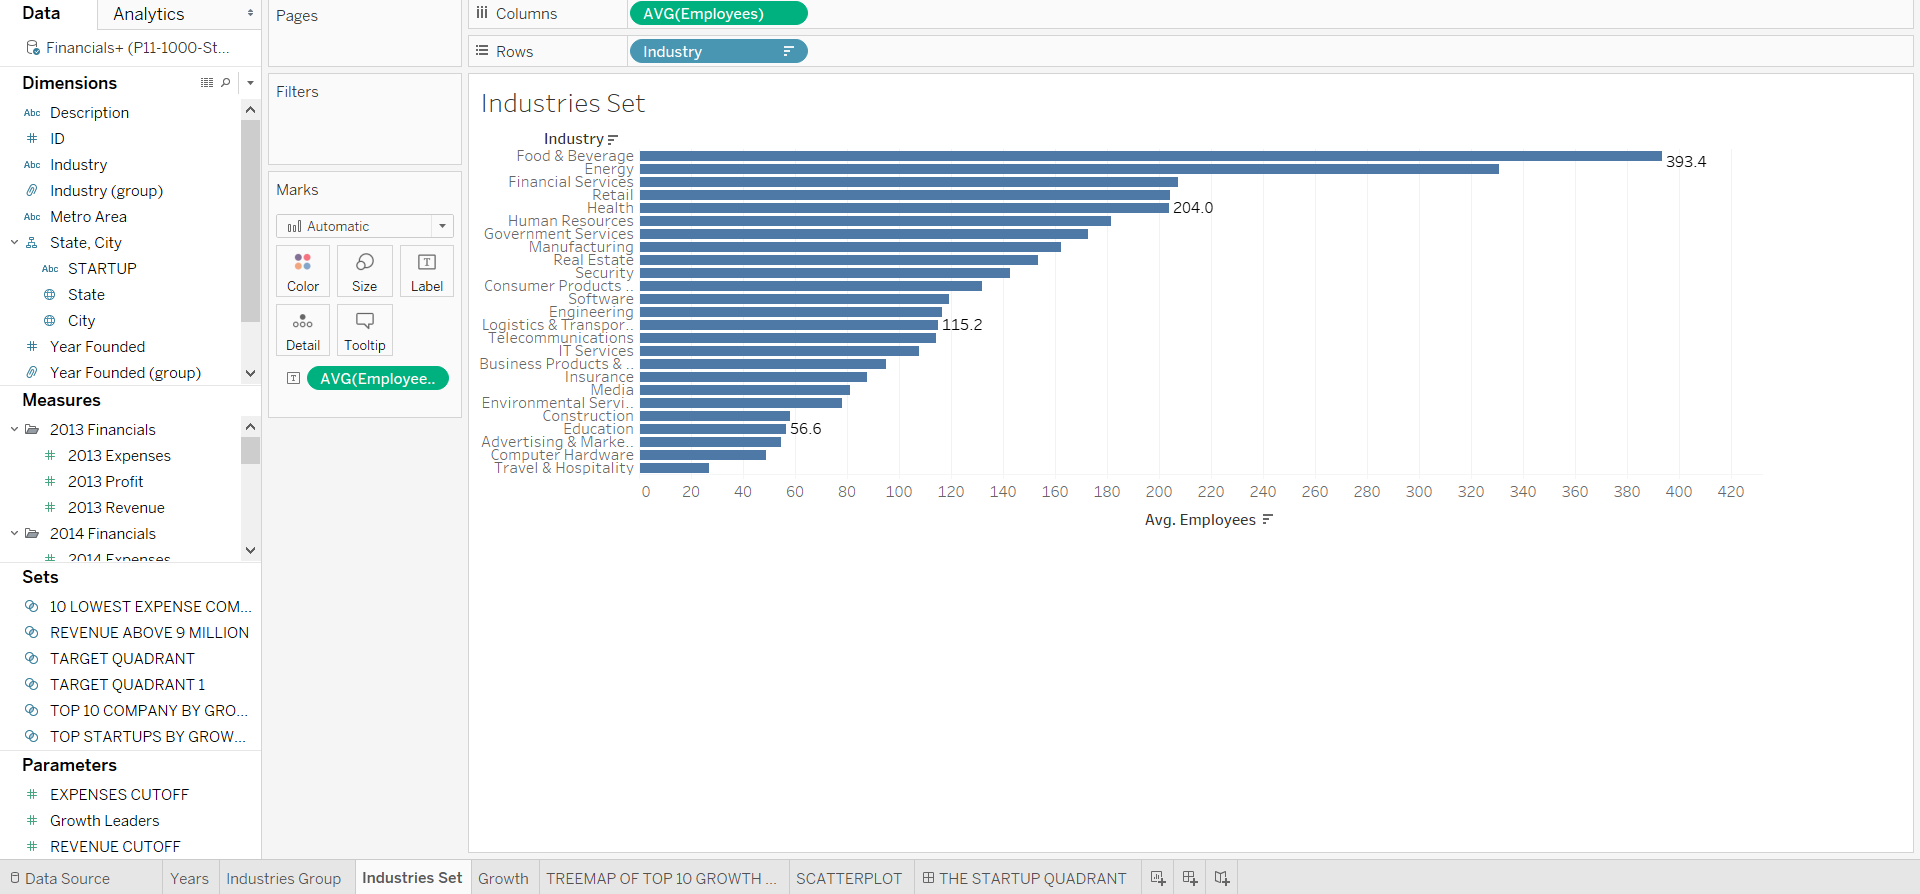 Data
Analytics
Financials+ (P11-1000-St...
Dimensions
Abc Description
# ID
Abc Industry
Industry (group)
Abc Metro Area
State, City
Abc STARTUP
State
City
# Year Founded
Year Founded (group)
Measures
2013 Financials
# 2013 Expenses
# 2013 Profit
# 2013 Revenue
2014 Financials
# 2014 Expenses
Sets
10 LOWEST EXPENSE COM...
REVENUE ABOVE 9 MILLION
TARGET QUADRANT
TARGET QUADRANT 1
TOP 10 COMPANY BY GRO...
TOP STARTUPS BY GROW...
Parameters
# EXPENSES CUTOFF
# Growth Leaders
# REVENUE CUTOFF
Pages
Filters
Marks
Automatic
Color
Size
T Label
Detail
Tooltip
T AVG(Employee..
Columns
AVG(Employees)
Rows
Industry
Industries Set
Industry
Food & Beverage 393.4
Energy
Financial Services
Retail
Health 204.0
Human Resources
Government Services
Manufacturing
Real Estate
Security
Consumer Products ..
Software
Engineering
Logistics & Transpor.. 115.2
Telecommunications
IT Services
Business Products & ..
Insurance
Media
Environmental Servi..
Construction
Education 56.6
Advertising & Marke..
Computer Hardware
Travel & Hospitality
0 20 40 60 80 100 120 140 160 180 200 220 240 260 280 300 320 340 360 380 400 420
Avg. Employees
Data Source
Years
Industries Group
Industries Set
Growth
TREEMAP OF TOP 10 GROWTH ...
SCATTERPLOT
THE STARTUP QUADRANT